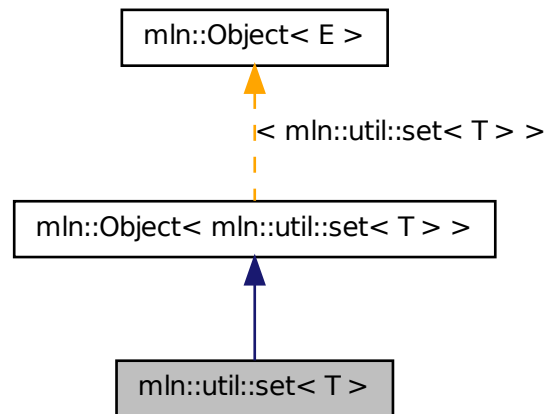 mln::Object< E >
< mln::util::set< T > >
mln::Object< mln::util::set< T > >
mln::util::set< T >